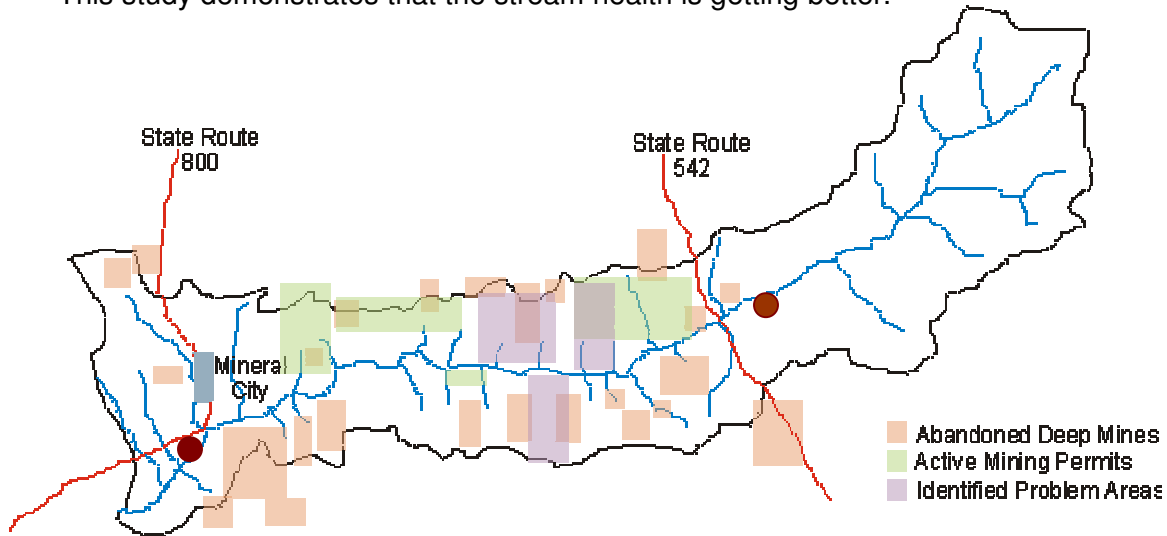 This study demonstrates that the stream health is getting better.
State Route
800
State Route
542
Mineral
City
Abandoned Deep Mines
Active Mining Permits
Identified Problem Areas